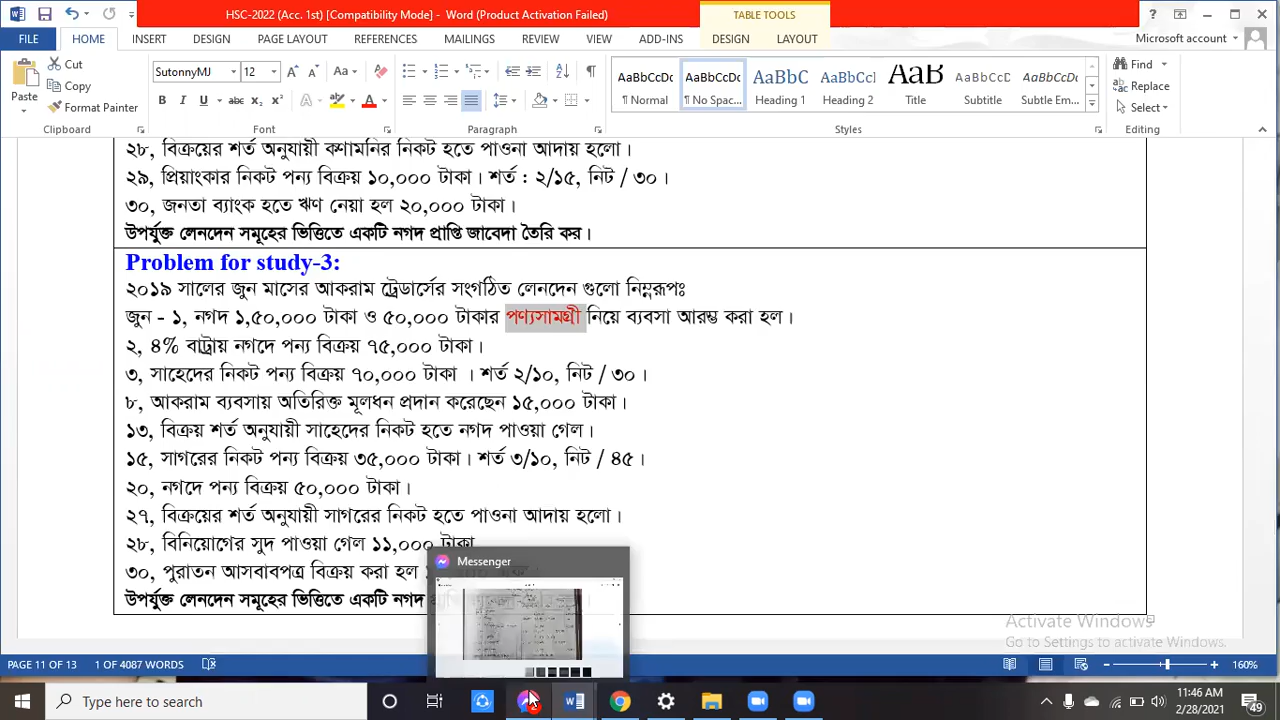 HSC-2022 (Acc. 1st) [Compatibility Mode] - Word (Product Activation Failed)
TABLE TOOLS
FILE HOME INSERT DESIGN PAGE LAYOUT REFERENCES MAILINGS REVIEW VIEW ADD-INS DESIGN LAYOUT
Microsoft account
Paste
Cut
Copy
Format Painter
Clipboard
SutonnyMJ 12
Font
Paragraph
AaBbCcDc AaBbCcDc AaBbC AaBbCc AaB AaBbCcD AaBbCcDc
¶ Normal ¶ No Spac... Heading 1 Heading 2 Title Subtitle Subtle Em...
Styles
Find
Replace
Select
Editing
২৮, বিক্রয়ের শর্ত অনুযায়ী কণামনির নিকট হতে পাওনা আদায় হলো।
২৯, প্রিয়াংকার নিকট পন্য বিক্রয় ১০,০০০ টাকা। শর্ত : ২/১৫, নিট / ৩০।
৩০, জনতা ব্যাংক হতে ঋণ নেয়া হল ২০,০০০ টাকা।
উপর্যুক্ত লেনদেন সমূহের ভিত্তিতে একটি নগদ প্রাপ্তি জাবেদা তৈরি কর।
Problem for study-3:
২০১৯ সালের জুন মাসের আকরাম ট্রেডার্সের সংগঠিত লেনদেন গুলো নিম্নরূপঃ
জুন - ১, নগদ ১,৫০,০০০ টাকা ও ৫০,০০০ টাকার পণ্যসামগ্রী নিয়ে ব্যবসা আরম্ভ করা হল।
২, ৪% বাট্টায় নগদে পন্য বিক্রয় ৭৫,০০০ টাকা।
৩, সাহেদের নিকট পন্য বিক্রয় ৭০,০০০ টাকা । শর্ত ২/১০, নিট / ৩০।
৮, আকরাম ব্যবসায় অতিরিক্ত মূলধন প্রদান করেছেন ১৫,০০০ টাকা।
১৩, বিক্রয় শর্ত অনুযায়ী সাহেদের নিকট হতে নগদ পাওয়া গেল।
১৫, সাগরের নিকট পন্য বিক্রয় ৩৫,০০০ টাকা। শর্ত ৩/১০, নিট / ৪৫।
২০, নগদে পন্য বিক্রয় ৫০,০০০ টাকা।
২৭, বিক্রয়ের শর্ত অনুযায়ী সাগরের নিকট হতে পাওনা আদায় হলো।
২৮, বিনিয়োগের সুদ পাওয়া গেল ১১,০০০ টাকা
৩০, পুরাতন আসবাবপত্র বিক্রয় করা হল
উপর্যুক্ত লেনদেন সমূহের ভিত্তিতে একটি নগদ
Messenger
Activate Windows
Go to Settings to activate Windows.
PAGE 11 OF 13 1 OF 4087 WORDS 160%
Type here to search
11:46 AM
2/28/2021
49